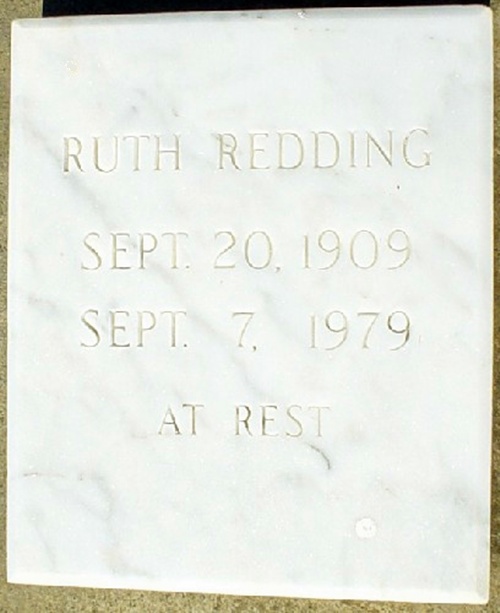 RUTH REDDING
SEPT. 20, 1909
SEPT. 7, 1979
AT REST